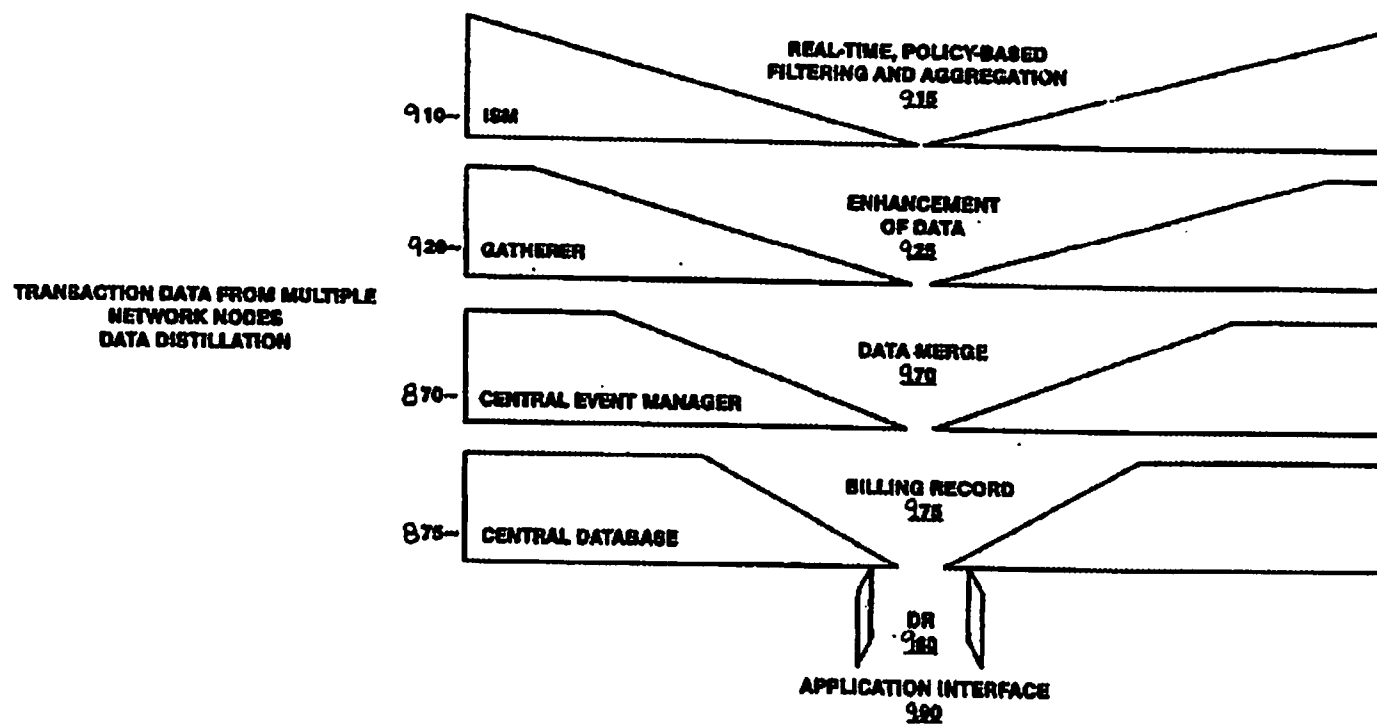 REAL-TIME, POLICY-BASED
FILTERING AND AGGREGATION
915
910~ ISM
ENHANCEMENT
OF DATA
925
920~ GATHERER
TRANSACTION DATA FROM MULTIPLE
NETWORK NODES
DATA DISTILLATION
DATA MERGE
970
870~ CENTRAL EVENT MANAGER
BILLING RECORD
975
875~ CENTRAL DATABASE
DR
980
APPLICATION INTERFACE
990